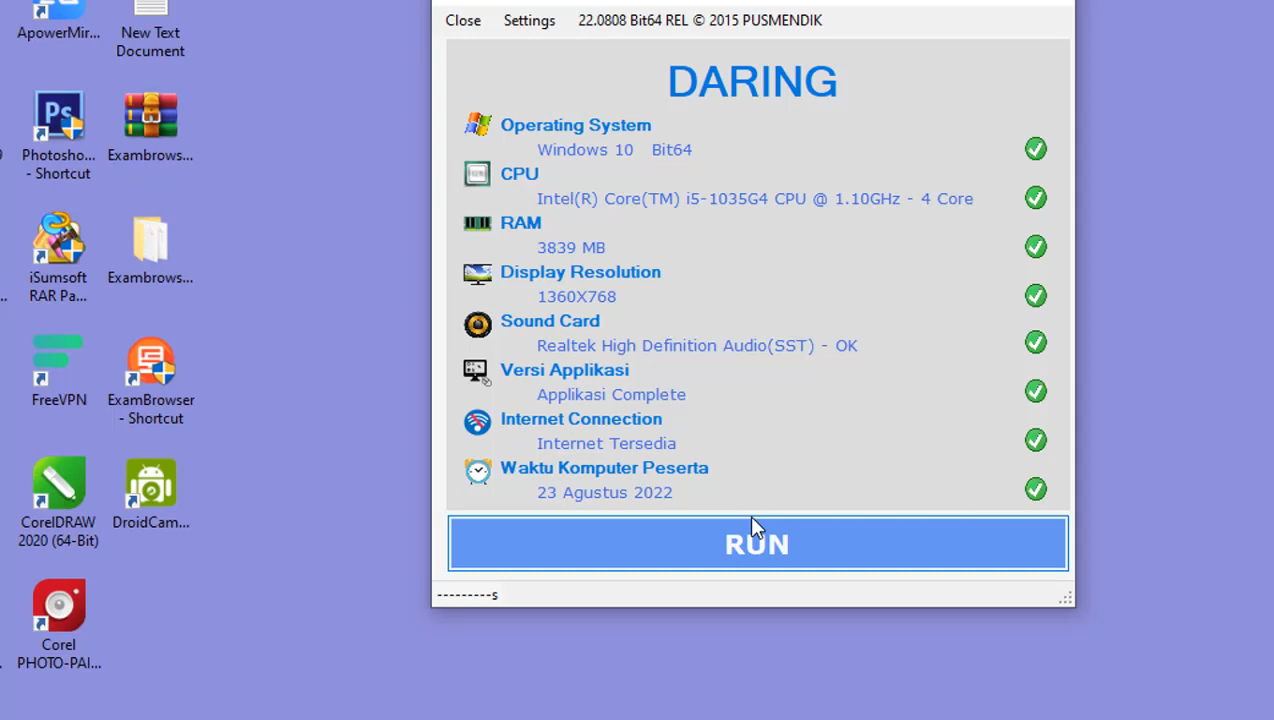 ApowerMir...
New Text
Document
Photosho...
- Shortcut
Exambrows...
iSumsoft
RAR Pa...
Exambrows...
FreeVPN
ExamBrowser
- Shortcut
CorelDRAW
2020 (64-Bit)
DroidCam...
Corel
PHOTO-PAI...
Close
Settings
22.0808 Bit64 REL © 2015 PUSMENDIK
DARING
Operating System
Windows 10 Bit64
CPU
Intel(R) Core(TM) i5-1035G4 CPU @ 1.10GHz - 4 Core
RAM
3839 MB
Display Resolution
1360X768
Sound Card
Realtek High Definition Audio(SST) - OK
Versi Applikasi
Applikasi Complete
Internet Connection
Internet Tersedia
Waktu Komputer Peserta
23 Agustus 2022
RUN
---------s